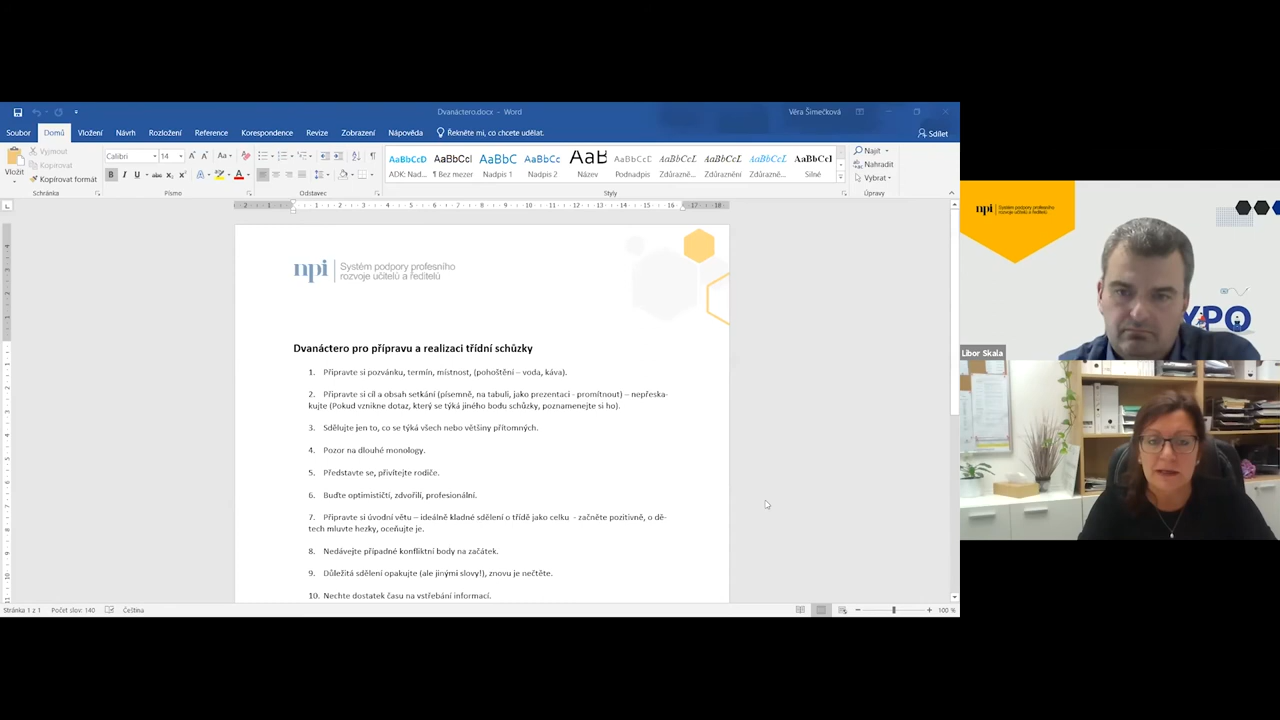 Dvanáctero.docx - Word
Věra Šimečková
Soubor Domů Vložení Návrh Rozložení Reference Korespondence Revize Zobrazení Nápověda Řekněte mi, co chcete udělat. Sdílet
Vložit
Vyjmout
Kopírovat
Kopírovat formát
Schránka
Calibri 14
Písmo
Odstavec
AaBbCcD AaBbCcI AaBbC AaBbCc AaB AaBbCcD AaBbCcL AaBbCcL AaBbCcL AaBbCcI
ADK: Nad... ¶ Bez mezer Nadpis 1 Nadpis 2 Název Podnadpis Zdůrazně... Zdůraznění Zdůrazně... Silné
Styly
Najít
Nahradit
Vybrat
Úpravy
npi Systém podpory profesního
rozvoje učitelů a ředitelů
Dvanáctero pro přípravu a realizaci třídní schůzky
1. Připravte si pozvánku, termín, místnost, (pohoštění – voda, káva).
2. Připravte si cíl a obsah setkání (písemně, na tabuli, jako prezentaci - promítnout) – nepřeska-
kujte (Pokud vznikne dotaz, který se týká jiného bodu schůzky, poznamenejte si ho).
3. Sdělujte jen to, co se týká všech nebo většiny přítomných.
4. Pozor na dlouhé monology.
5. Představte se, přivítejte rodiče.
6. Buďte optimističtí, zdvořilí, profesionální.
7. Připravte si úvodní větu – ideálně kladné sdělení o třídě jako celku - začněte pozitivně, o dě-
tech mluvte hezky, oceňujte je.
8. Nedávejte případné konfliktní body na začátek.
9. Důležitá sdělení opakujte (ale jinými slovy!), znovu je nečtěte.
10. Nechte dostatek času na vstřebání informací.
Stránka 1 z 1 Počet slov: 140 Čeština 100 %
npi Systém podpory profesního
rozvoje učitelů a ředitelů
YPO
Libor Skala